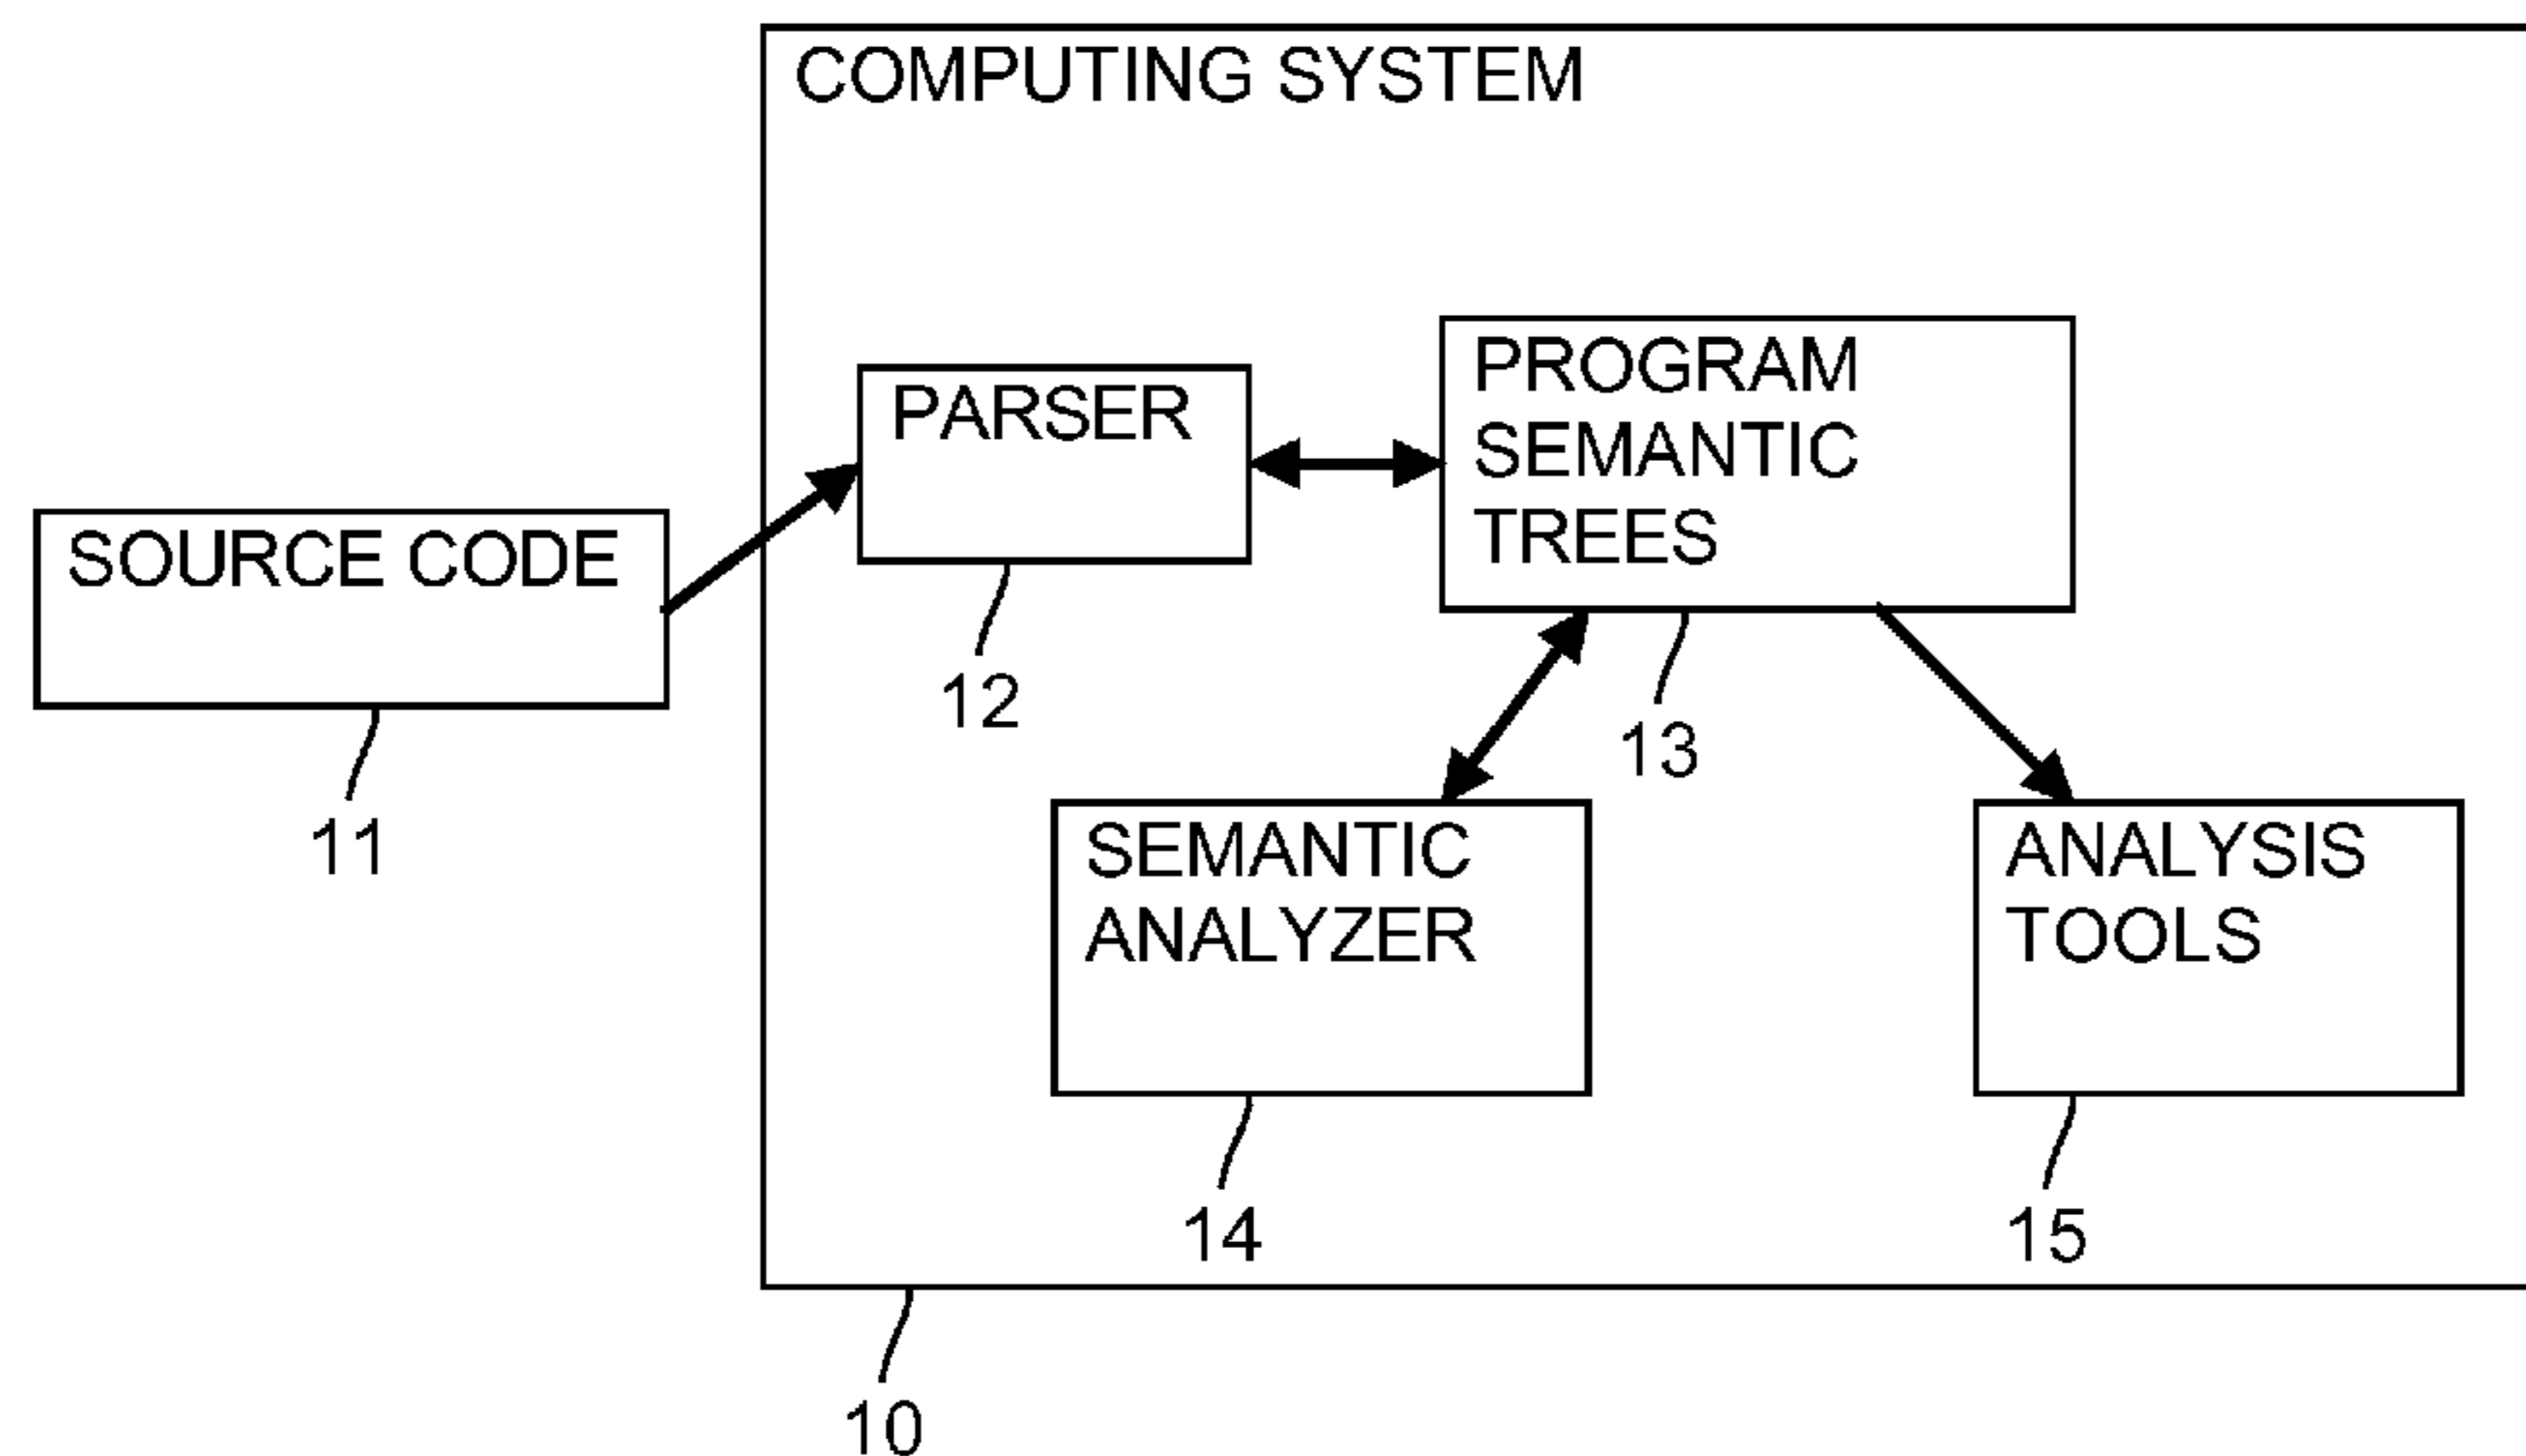 COMPUTING SYSTEM
PARSER
PROGRAM
SEMANTIC
TREES
SOURCE CODE
12
13
11
SEMANTIC
ANALYZER
ANALYSIS
TOOLS
14
15
10